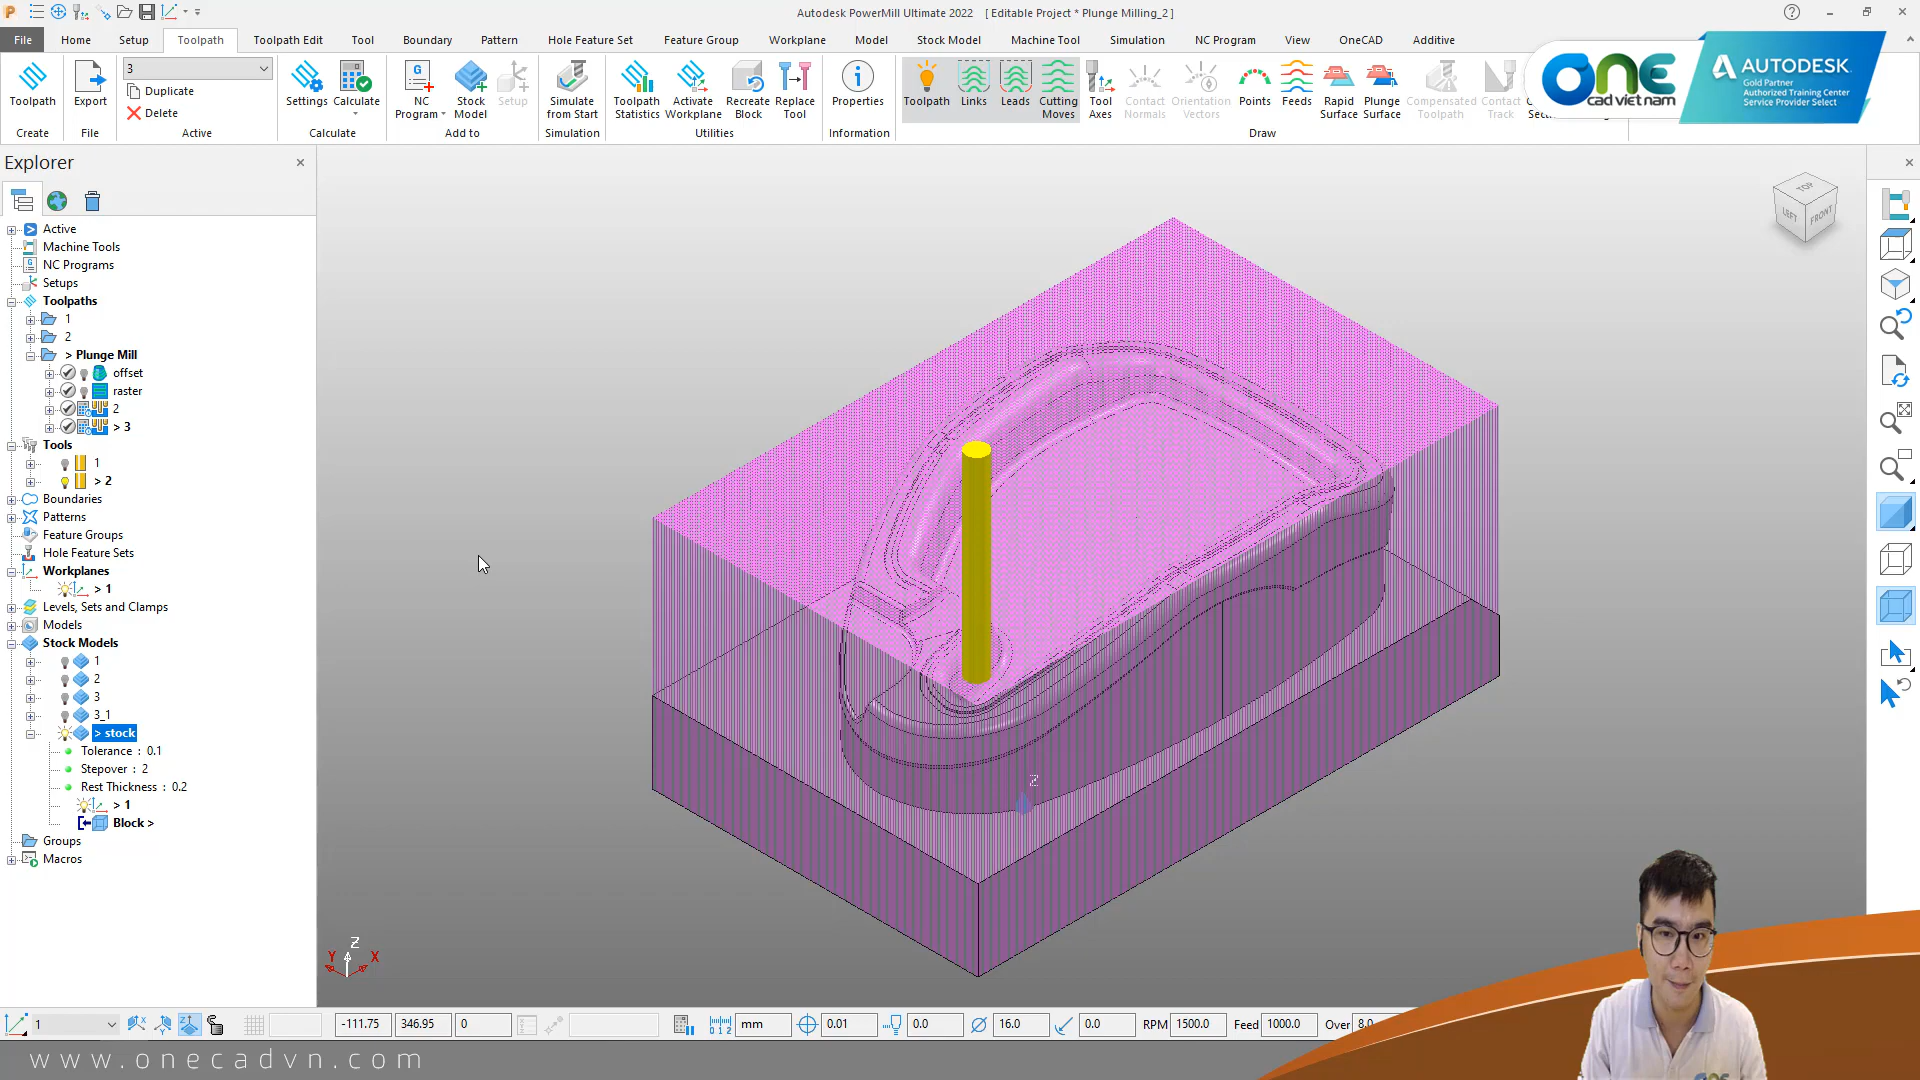 Autodesk PowerMill Ultimate 2022 [ Editable Project * Plunge Milling_2 ]
File Home Setup Toolpath Toolpath Edit Tool Boundary Pattern Hole Feature Set Feature Group Workplane Model Stock Model Machine Tool Simulation NC Program View OneCAD Additive
Toolpath
Create
Export
File
3
Duplicate
Delete
Active
Settings
Calculate
Calculate
NC Program
Stock Model
Setup
Add to
Simulate from Start
Simulation
Toolpath Statistics
Activate Workplane
Recreate Block
Replace Tool
Utilities
Properties
Information
Toolpath
Links
Leads
Cutting Moves
Tool Axes
Contact Normals
Orientation Vectors
Points
Feeds
Rapid Surface
Plunge Surface
Compensated Toolpath
Contact Track
Draw
ONE
cad viet nam
AUTODESK.
Gold Partner
Authorized Training Center
Service Provider Select
Explorer
Active
Machine Tools
NC Programs
Setups
Toolpaths
1
2
> Plunge Mill
offset
raster
2
> 3
Tools
1
> 2
Boundaries
Patterns
Feature Groups
Hole Feature Sets
Workplanes
> 1
Levels, Sets and Clamps
Models
Stock Models
1
2
3
3_1
> stock
Tolerance : 0.1
Stepover : 2
Rest Thickness : 0.2
> 1
Block >
Groups
Macros
TOP
LEFT
FRONT
Z
Z
Y
X
1
-111.75 346.95 0 mm 0.01 0.0 16.0 0.0 RPM 1500.0 Feed 1000.0 Over 8.0
www.onecadvn.com